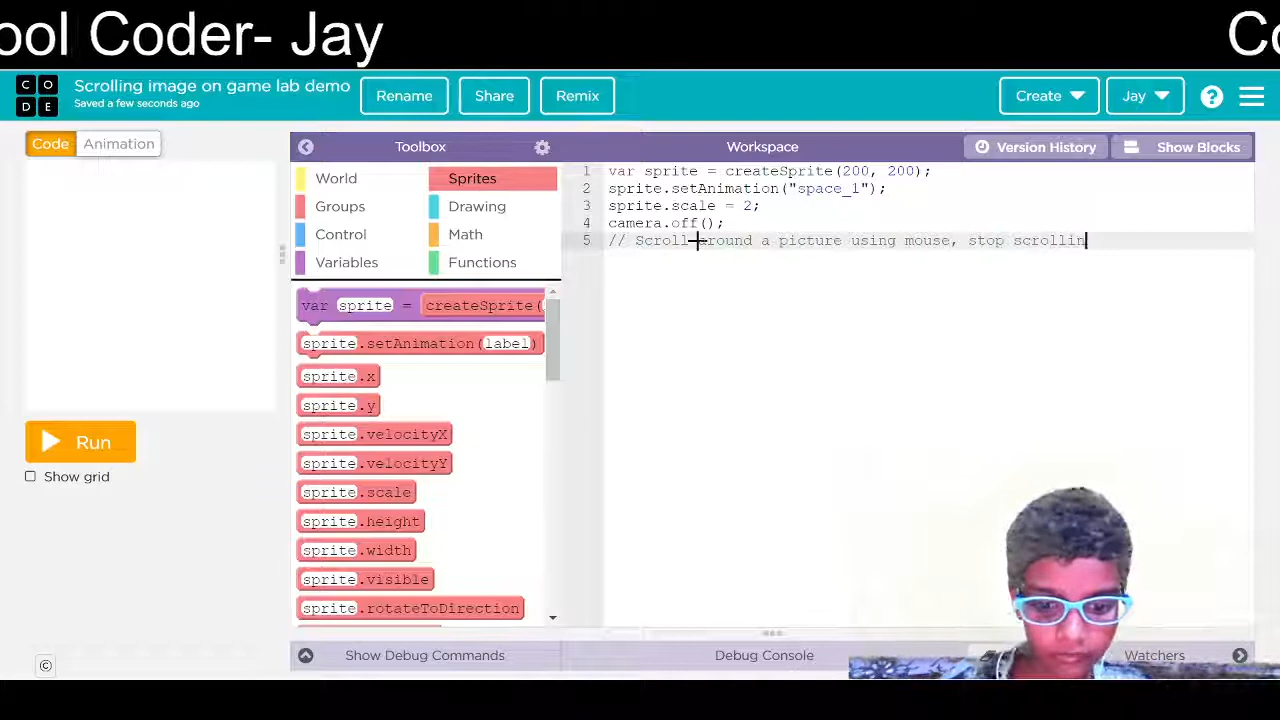 ool Coder- Jay
Co
C O
D E
Scrolling image on game lab demo
Saved a few seconds ago
Rename
Share
Remix
Create
Jay
?
Code
Animation
Toolbox
Workspace
Version History
Show Blocks
World
Sprites
Groups
Drawing
Control
Math
Variables
Functions
var sprite = createSprite(
sprite.setAnimation(label)
sprite.x
sprite.y
sprite.velocityX
sprite.velocityY
sprite.scale
sprite.height
sprite.width
sprite.visible
sprite.rotateToDirection
1 var sprite = createSprite(200, 200);
2 sprite.setAnimation("space_1");
3 sprite.scale = 2;
4 camera.off();
5 // Scroll around a picture using mouse, stop scrollin
Run
Show grid
©
Show Debug Commands
Debug Console
Watchers